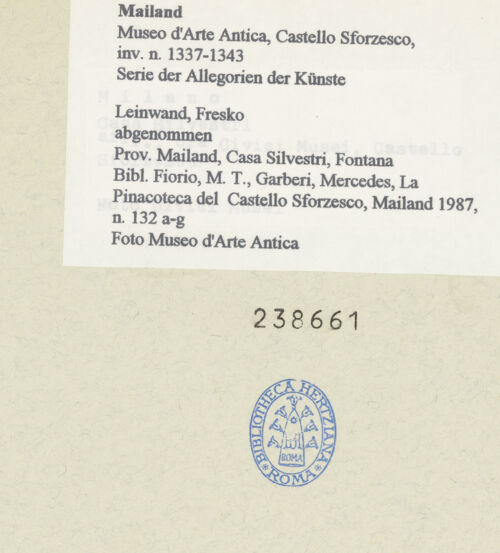 Mailand
Museo d'Arte Antica, Castello Sforzesco,
inv. n. 1337-1343
Serie der Allegorien der Künste
Milano
Leinwand, Fresko
abgenommen
Prov. Mailand, Casa Silvestri, Fontana
Bibl. Fiorio, M. T., Garberi, Mercedes, La
Pinacoteca del Castello Sforzesco, Mailand 1987,
n. 132 a-g
Foto Museo d'Arte Antica
238661
BIBLIOTHECA HERTZIANA
ROMA
ROMA